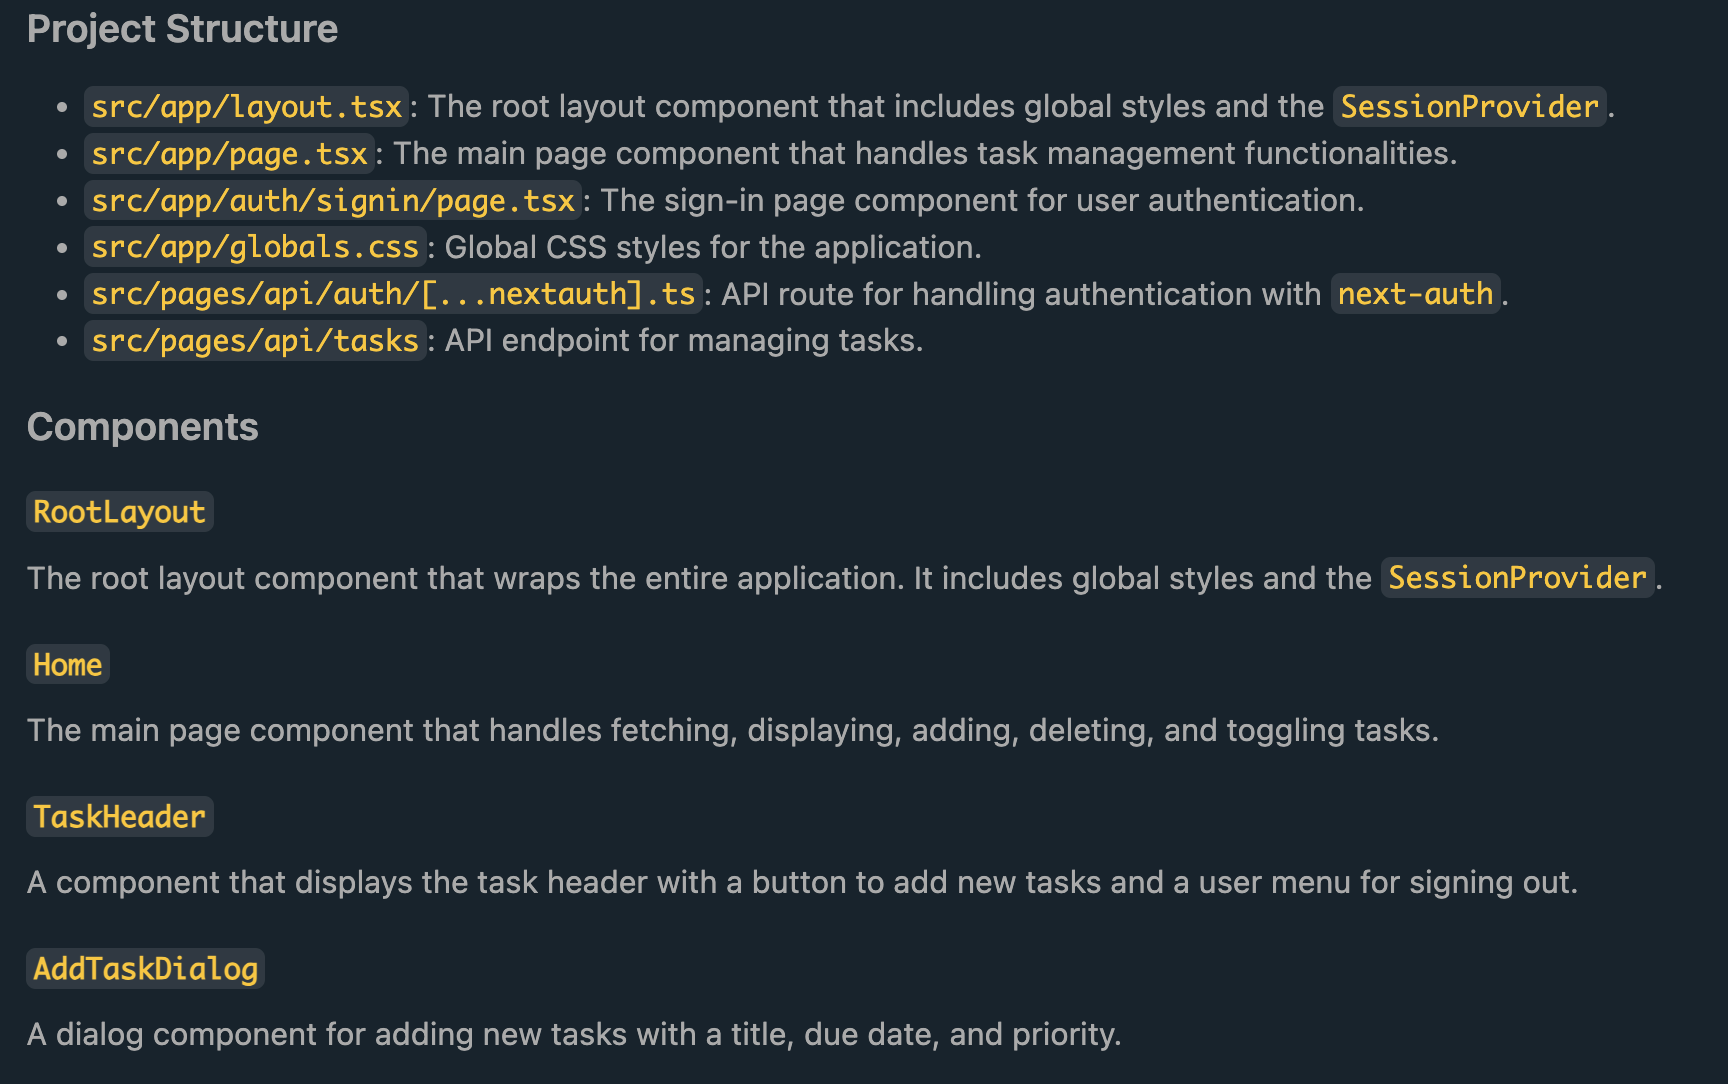 Project Structure
• src/app/layout.tsx: The root layout component that includes global styles and the SessionProvider.
• src/app/page.tsx: The main page component that handles task management functionalities.
• src/app/auth/signin/page.tsx: The sign-in page component for user authentication.
• src/app/globals.css: Global CSS styles for the application.
• src/pages/api/auth/[...nextauth].ts: API route for handling authentication with next-auth.
• src/pages/api/tasks: API endpoint for managing tasks.
Components
RootLayout
The root layout component that wraps the entire application. It includes global styles and the SessionProvider.
Home
The main page component that handles fetching, displaying, adding, deleting, and toggling tasks.
TaskHeader
A component that displays the task header with a button to add new tasks and a user menu for signing out.
AddTaskDialog
A dialog component for adding new tasks with a title, due date, and priority.